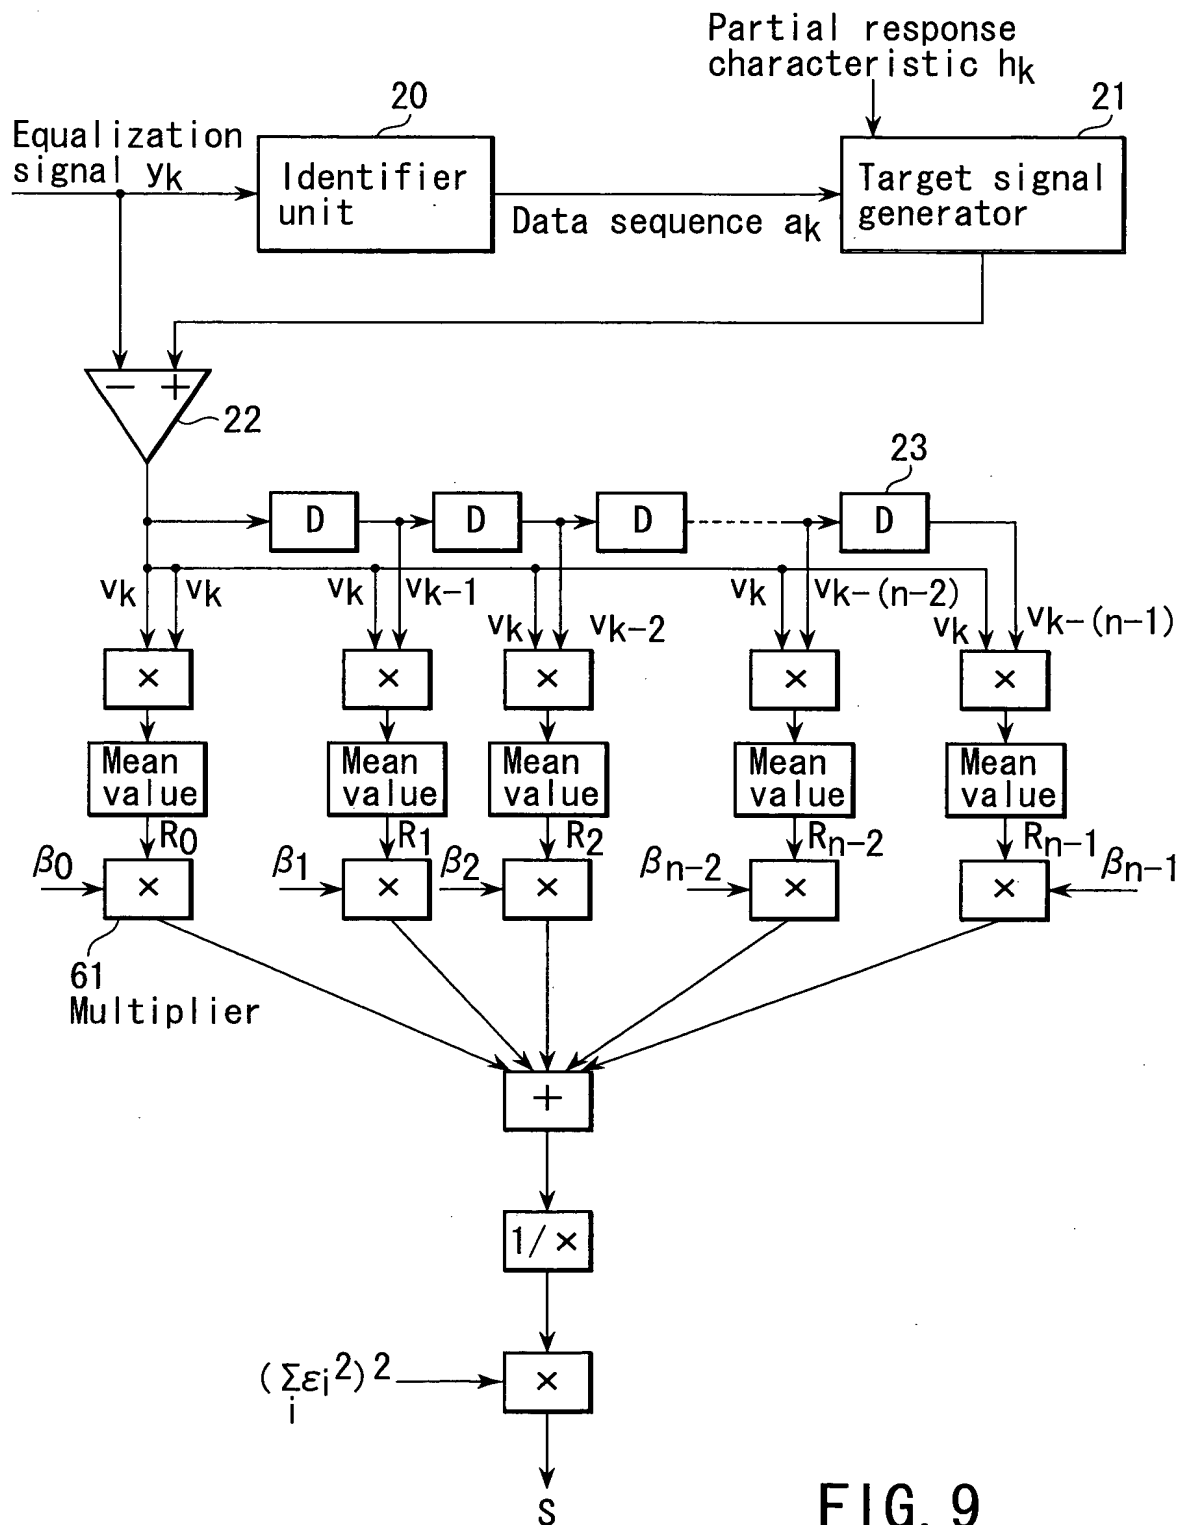 Partial response
characteristic hk
20
21
Equalization
signal yk
Identifier
unit
Data sequence ak
Target signal
generator
− +
22
23
D D D D
vk vk vk vk-1 vk vk-2 vk vk-(n-2) vk vk-(n-1)
× × × × ×
Mean
value
Mean
value
Mean
value
Mean
value
Mean
value
R0 R1 R2 Rn-2 Rn-1
β0 β1 β2 βn-2 βn-1
× × × × ×
61
Multiplier
+
1/×
(Σεi²)²
i
×
S
FIG. 9